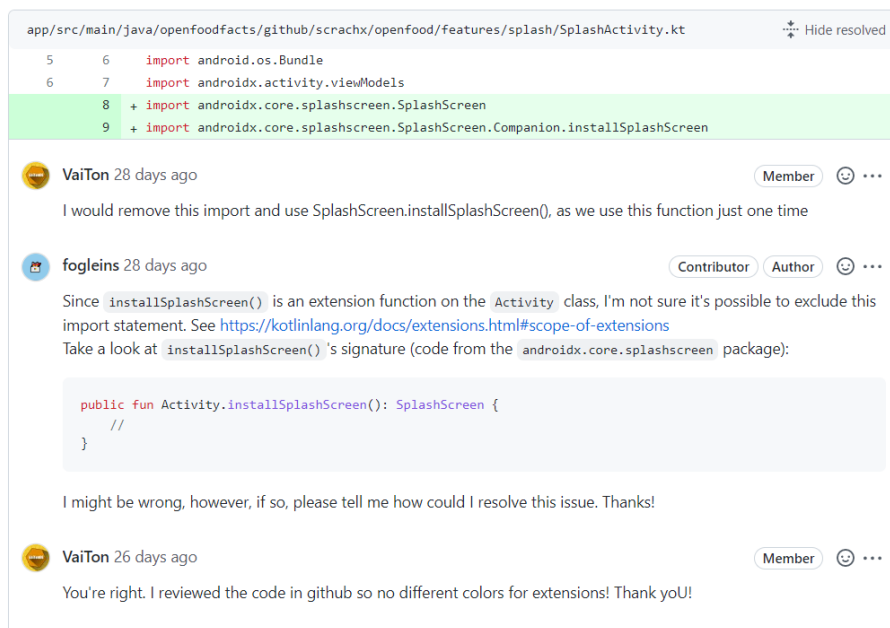 app/src/main/java/openfoodfacts/github/scrachx/openfood/features/splash/SplashActivity.kt Hide resolved
5 6 import android.os.Bundle
6 7 import androidx.activity.viewModels
8 + import androidx.core.splashscreen.SplashScreen
9 + import androidx.core.splashscreen.SplashScreen.Companion.installSplashScreen
VaiTon 28 days ago Member ...
I would remove this import and use SplashScreen.installSplashScreen(), as we use this function just one time
fogleins 28 days ago Contributor Author ...
Since installSplashScreen() is an extension function on the Activity class, I'm not sure it's possible to exclude this
import statement. See https://kotlinlang.org/docs/extensions.html#scope-of-extensions
Take a look at installSplashScreen() 's signature (code from the androidx.core.splashscreen package):
public fun Activity.installSplashScreen(): SplashScreen {
//
}
I might be wrong, however, if so, please tell me how could I resolve this issue. Thanks!
VaiTon 26 days ago Member ...
You're right. I reviewed the code in github so no different colors for extensions! Thank yoU!